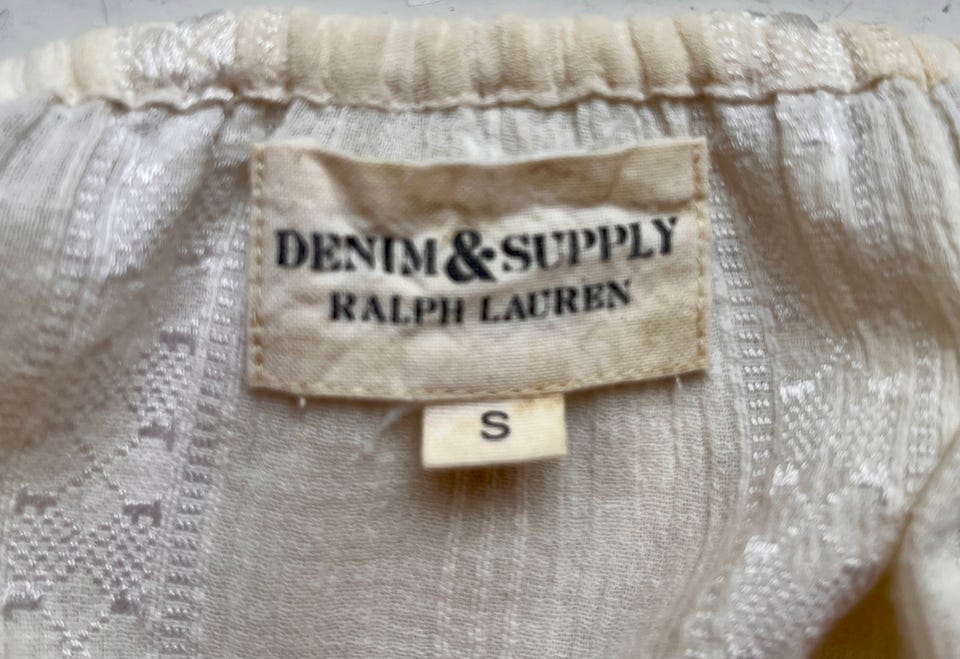 DENIM & SUPPLY
RALPH LAUREN
S